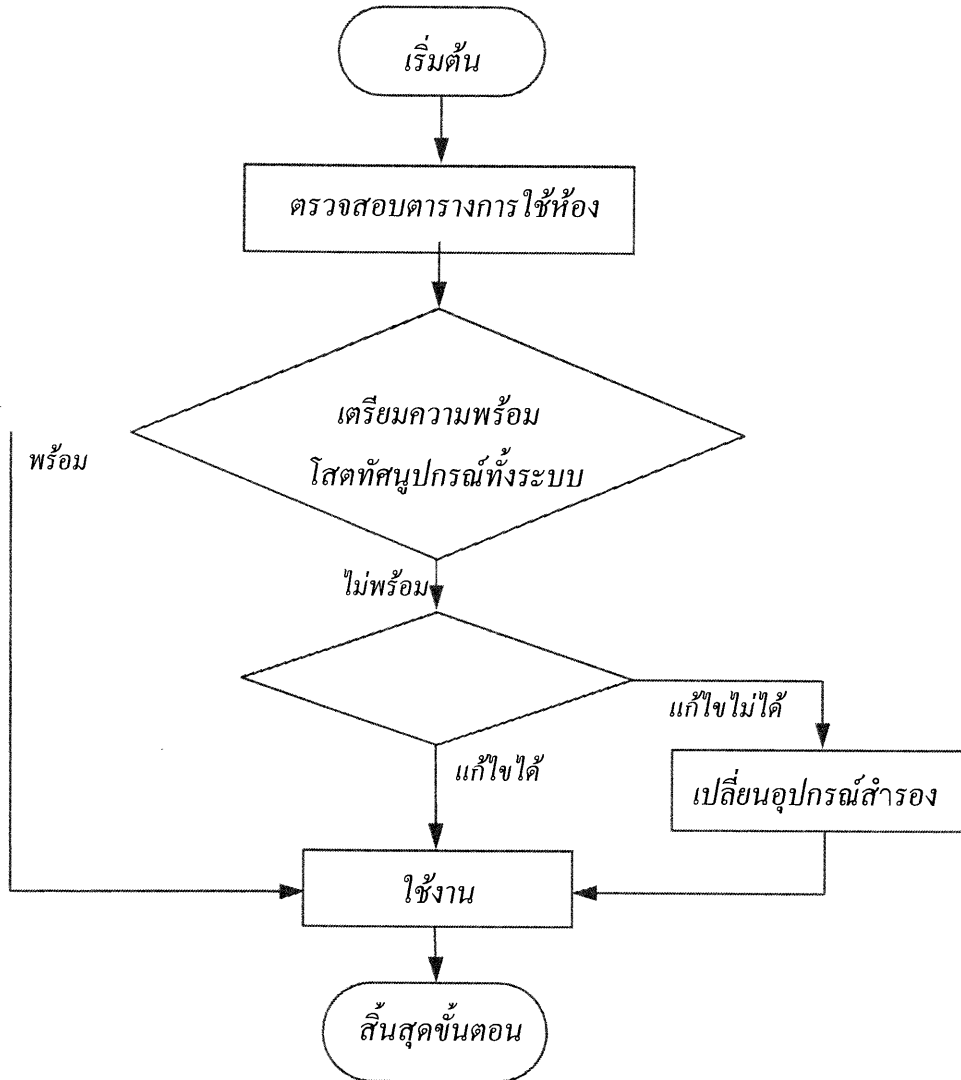 เริ่มต้น
ตรวจสอบตารางการใช้ห้อง
เตรียมความพร้อม
โสตทัศนูปกรณ์ทั้งระบบ
พร้อม
ไม่พร้อม
แก้ไขไม่ได้
แก้ไขได้
เปลี่ยนอุปกรณ์สำรอง
ใช้งาน
สิ้นสุดขั้นตอน